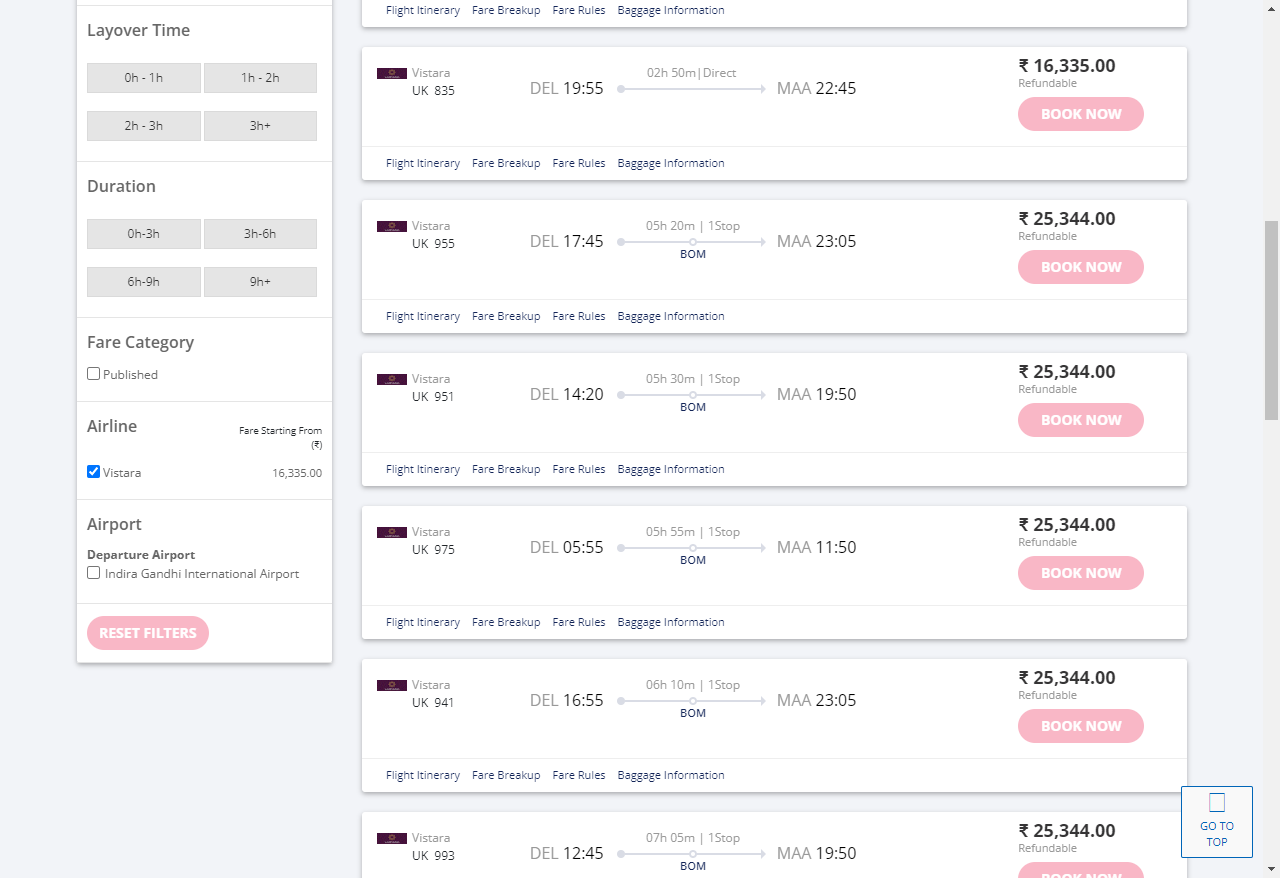 Layover Time
0h - 1h
1h - 2h
2h - 3h
3h+
Duration
0h-3h
3h-6h
6h-9h
9h+
Fare Category
Published
Airline
Fare Starting From
(₹)
Vistara
16,335.00
Airport
Departure Airport
Indira Gandhi International Airport
RESET FILTERS
Flight Itinerary Fare Breakup Fare Rules Baggage Information
Vistara
UK 835
DEL 19:55
02h 50m|Direct
MAA 22:45
₹ 16,335.00
Refundable
BOOK NOW
Flight Itinerary Fare Breakup Fare Rules Baggage Information
Vistara
UK 955
DEL 17:45
05h 20m | 1Stop
BOM
MAA 23:05
₹ 25,344.00
Refundable
BOOK NOW
Flight Itinerary Fare Breakup Fare Rules Baggage Information
Vistara
UK 951
DEL 14:20
05h 30m | 1Stop
BOM
MAA 19:50
₹ 25,344.00
Refundable
BOOK NOW
Flight Itinerary Fare Breakup Fare Rules Baggage Information
Vistara
UK 975
DEL 05:55
05h 55m | 1Stop
BOM
MAA 11:50
₹ 25,344.00
Refundable
BOOK NOW
Flight Itinerary Fare Breakup Fare Rules Baggage Information
Vistara
UK 941
DEL 16:55
06h 10m | 1Stop
BOM
MAA 23:05
₹ 25,344.00
Refundable
BOOK NOW
Flight Itinerary Fare Breakup Fare Rules Baggage Information
Vistara
UK 993
DEL 12:45
07h 05m | 1Stop
BOM
MAA 19:50
₹ 25,344.00
Refundable
BOOK NOW
GO TO
TOP